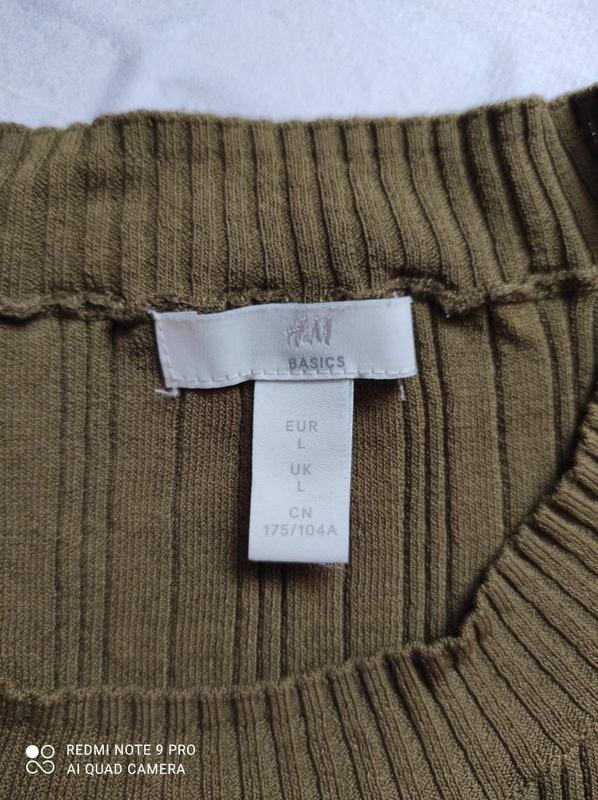 H&M
BASICS
EUR
L
UK
L
CN
175/104A
REDMI NOTE 9 PRO
AI QUAD CAMERA